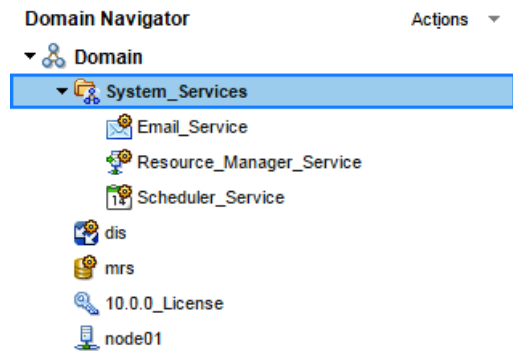 Domain Navigator Actions
Domain
System_Services
Email_Service
Resource_Manager_Service
Scheduler_Service
dis
mrs
10.0.0_License
node01